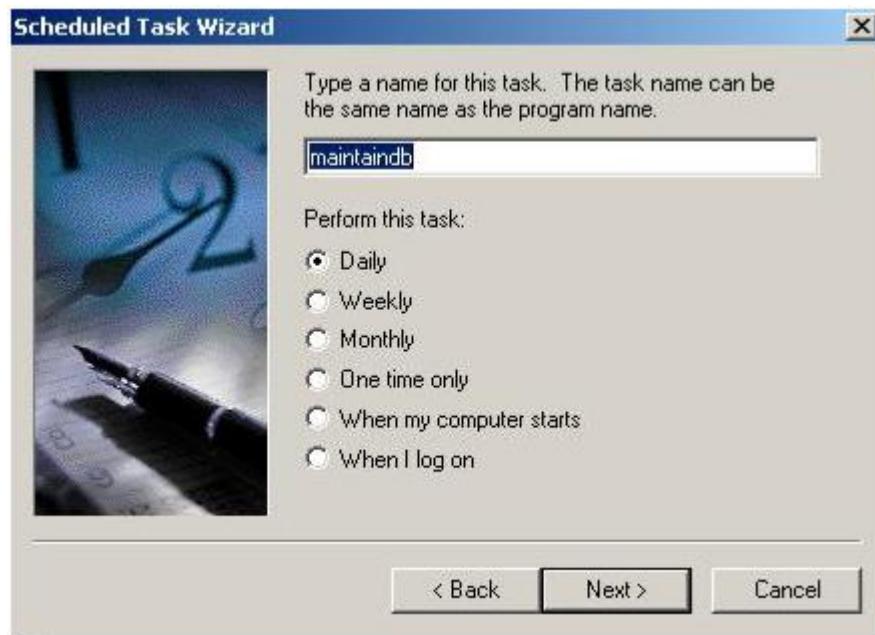 Scheduled Task Wizard
Type a name for this task. The task name can be
the same name as the program name.
maintaindb
Perform this task:
Daily
Weekly
Monthly
One time only
When my computer starts
When I log on
< Back
Next >
Cancel